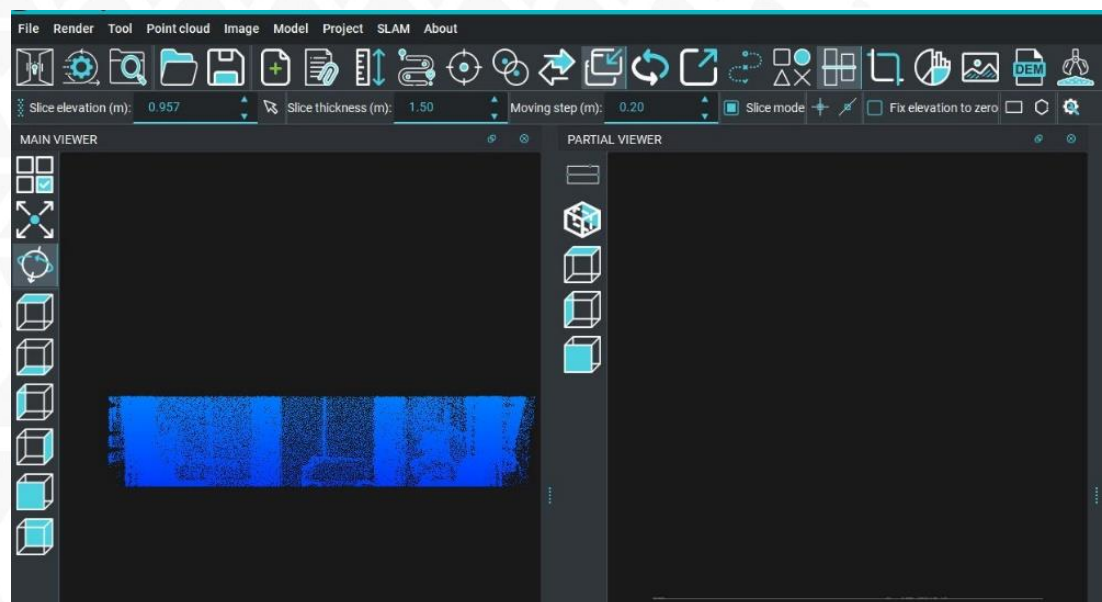 File Render Tool Point cloud Image Model Project SLAM About
DEM
Slice elevation (m): 0.957 Slice thickness (m): 1.50 Moving step (m): 0.20 Slice mode Fix elevation to zero
MAIN VIEWER
PARTIAL VIEWER